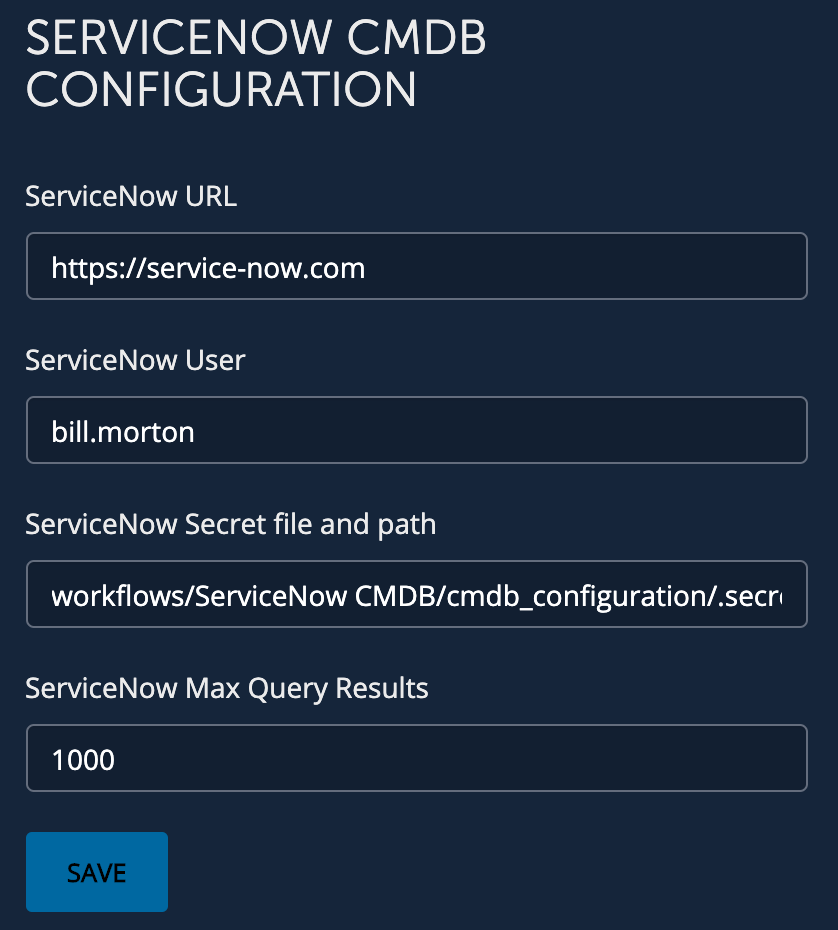 SERVICENOW CMDB
CONFIGURATION
ServiceNow URL
https://service-now.com
ServiceNow User
bill.morton
ServiceNow Secret file and path
workflows/ServiceNow CMDB/cmdb_configuration/.secr
ServiceNow Max Query Results
1000
SAVE